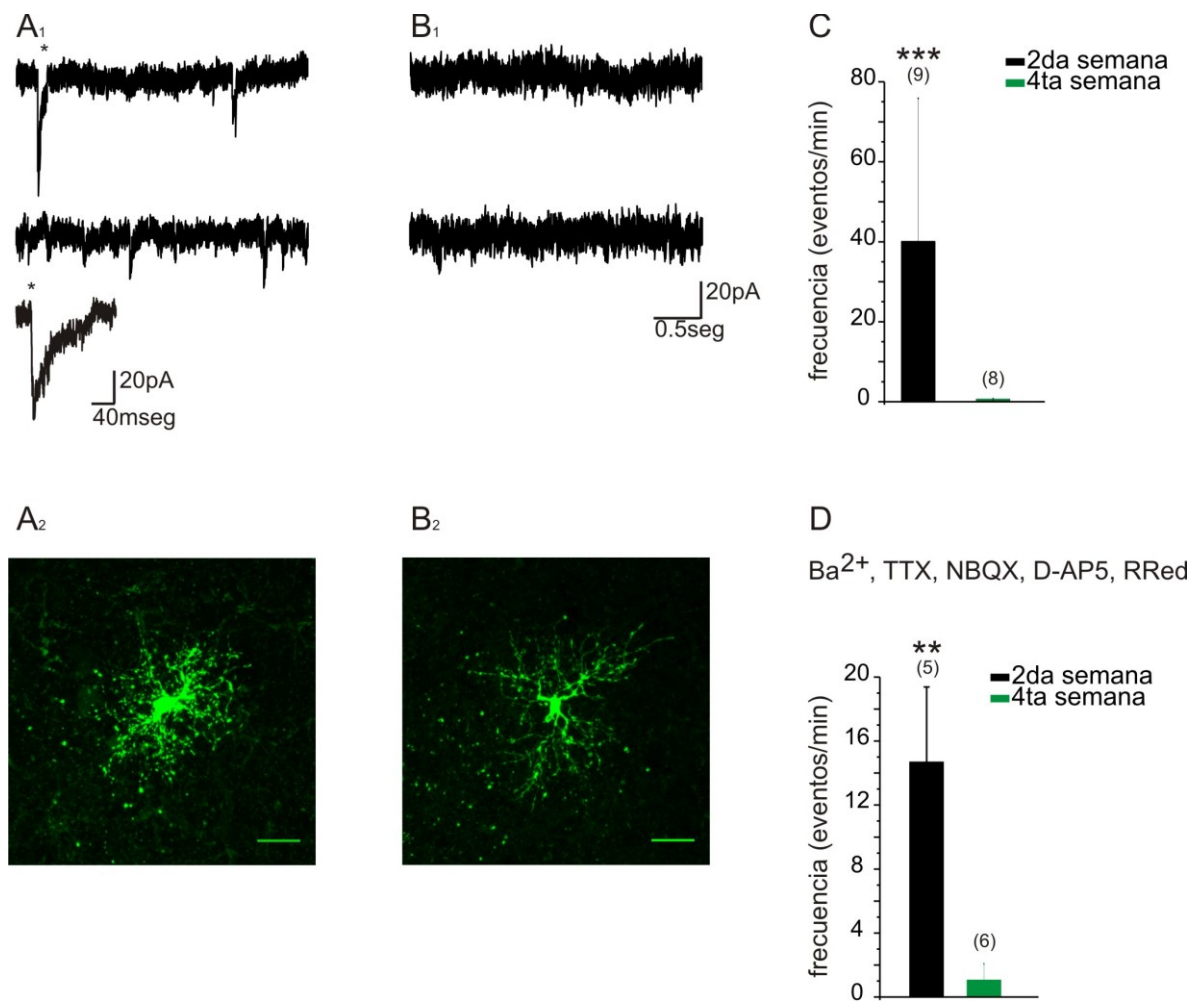 A1
*
*
20pA
40mseg
B1
20pA
0.5seg
C
2da semana
4ta semana
***
(9)
(8)
frecuencia (eventos/min)
80
60
40
20
0
A2
B2
D
Ba2+, TTX, NBQX, D-AP5, RRed
2da semana
4ta semana
**
(5)
(6)
frecuencia (eventos/min)
20
16
12
8
4
0